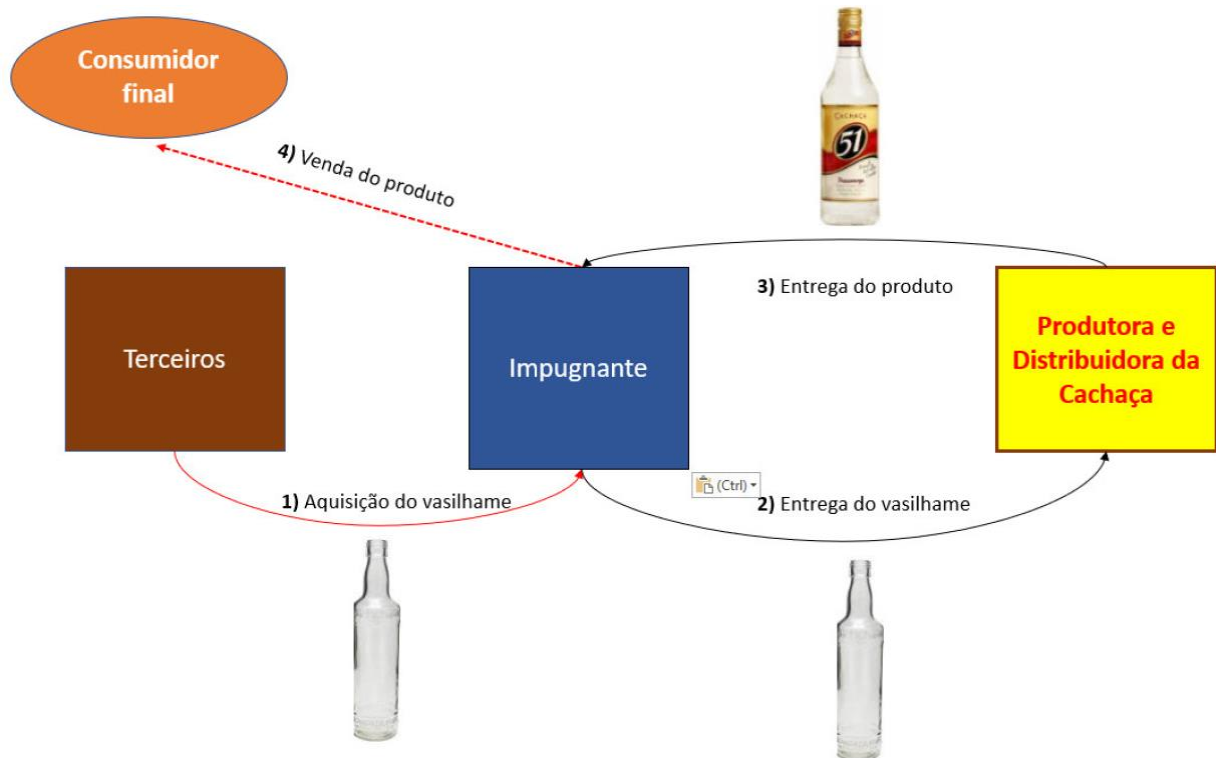 Consumidor
final
4) Venda do produto
CACHAÇA
51
3) Entrega do produto
Terceiros
Impugnante
Produtora e
Distribuidora da
Cachaça
(Ctrl)
1) Aquisição do vasilhame
2) Entrega do vasilhame